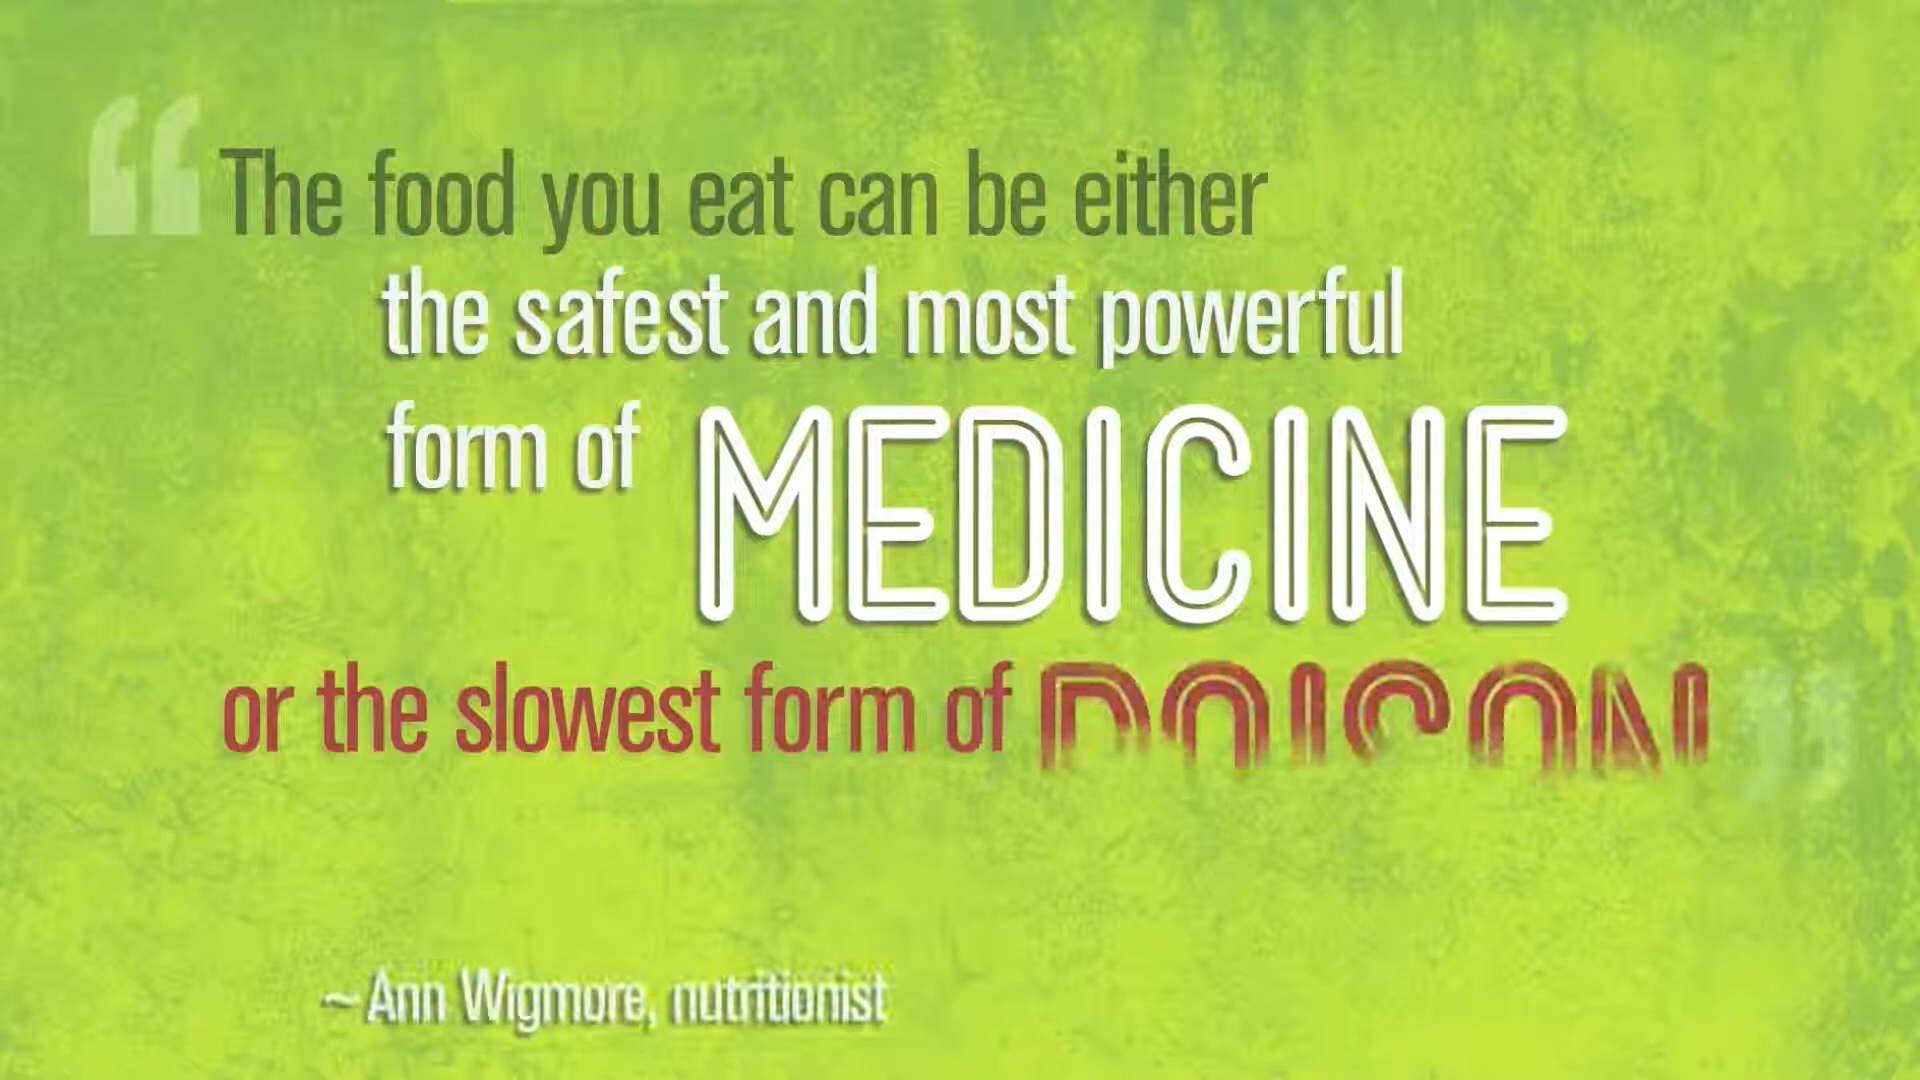 “The food you eat can be either
the safest and most powerful
form of MEDICINE
or the slowest form of POISON”
~ Ann Wigmore, nutritionist